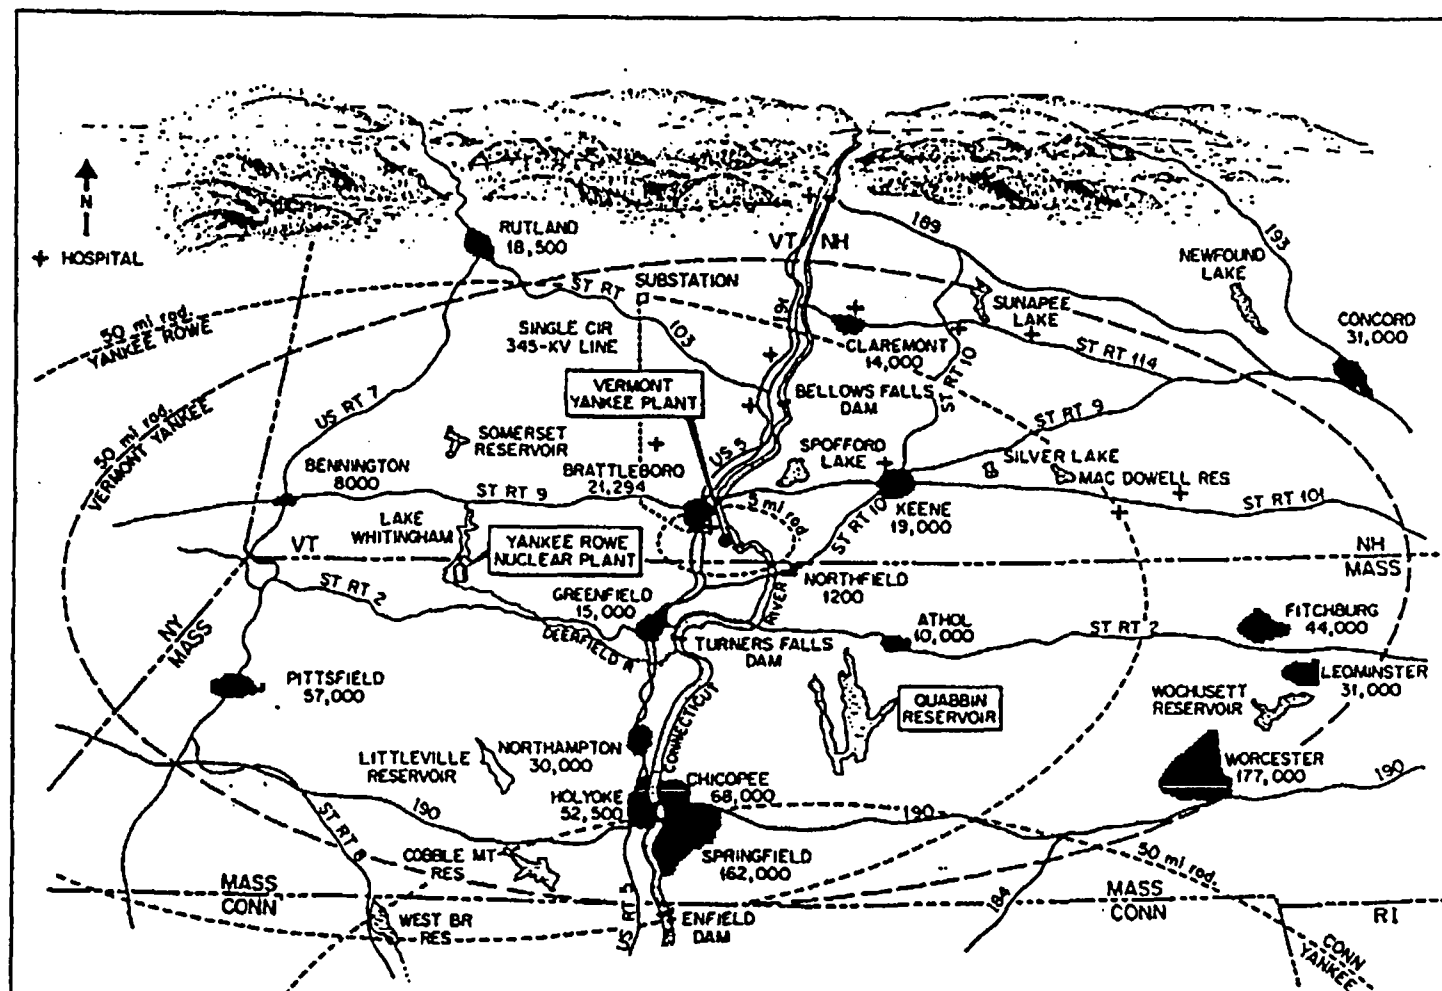 N
HOSPITAL
RUTLAND
18,500
VT
NH
189
193
NEWFOUND
LAKE
50 mi rad.
YANKEE ROWE
ST RT
103
SUBSTATION
SINGLE CIR
345-KV LINE
191
SUNAPEE
LAKE
CLAREMONT
14,000
ST RT 10
ST RT 114
CONCORD
31,000
VERMONT
YANKEE PLANT
BELLOWS FALLS
DAM
50 mi rad.
VERMONT YANKEE
US RT 7
SOMERSET
RESERVOIR
US 5
SPOFFORD
LAKE
ST RT 9
SILVER LAKE
MAC DOWELL RES
BENNINGTON
8000
ST RT 9
BRATTLEBORO
21,294
5 mi rad.
KEENE
19,000
ST RT 10
ST RT 101
LAKE
WHITINGHAM
VT
YANKEE ROWE
NUCLEAR PLANT
NH
MASS
ST RT 2
GREENFIELD
15,000
NORTHFIELD
1200
RIVER
DEERFIELD R
TURNERS FALLS
DAM
ATHOL
10,000
ST RT 2
FITCHBURG
44,000
NY
MASS
PITTSFIELD
57,000
LEOMINSTER
31,000
WOCHUSETT
RESERVOIR
QUABBIN
RESERVOIR
CONNECTICUT
LITTLEVILLE
RESERVOIR
NORTHAMPTON
30,000
WORCESTER
177,000
CHICOPEE
68,000
HOLYOKE
52,500
190
190
190
ST RT 8
COBBLE MT
RES
SPRINGFIELD
162,000
50 mi rad.
MASS
CONN
MASS
CONN
184
RI
WEST BR
RES
US RT 5
ENFIELD
DAM
CONN
YANKEE